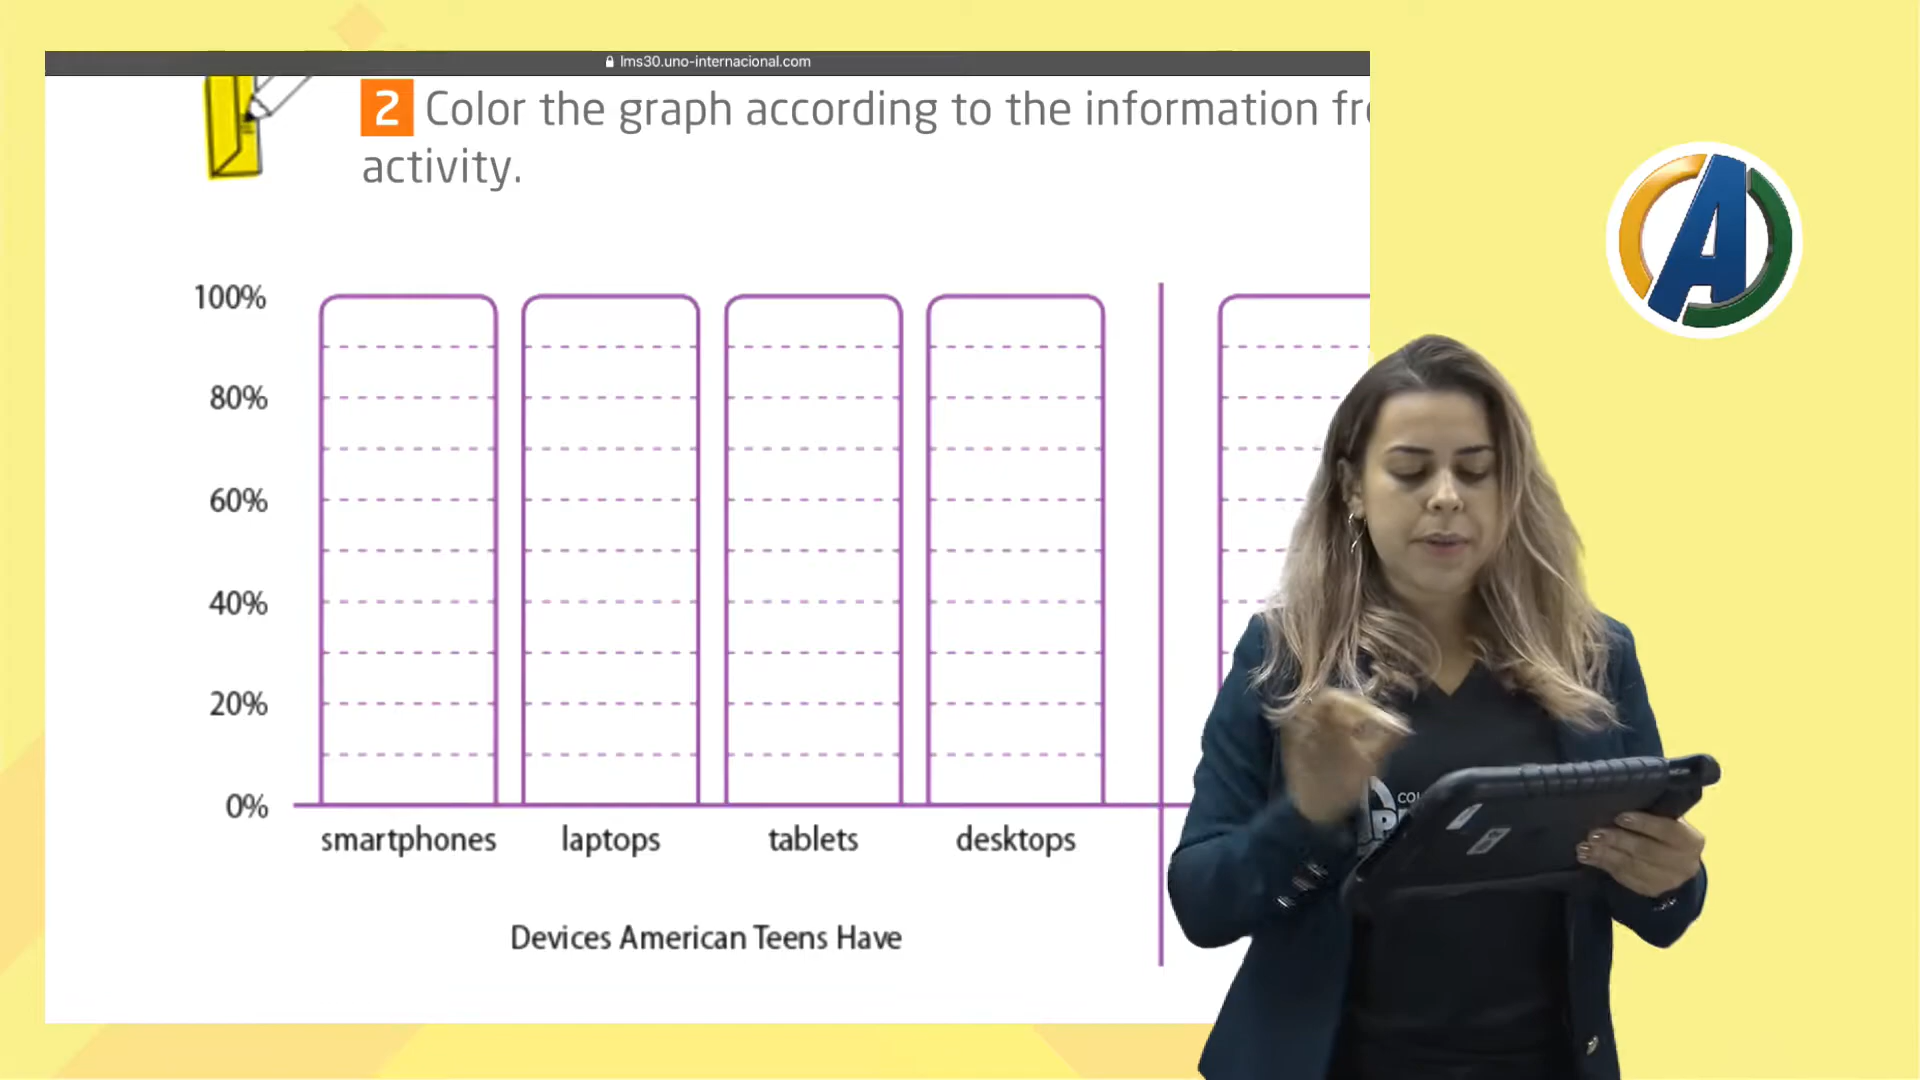 lms30.uno-internacional.com
2 Color the graph according to the information
activity.
100%
80%
60%
40%
20%
0%
smartphones laptops tablets desktops
Devices American Teens Have
A